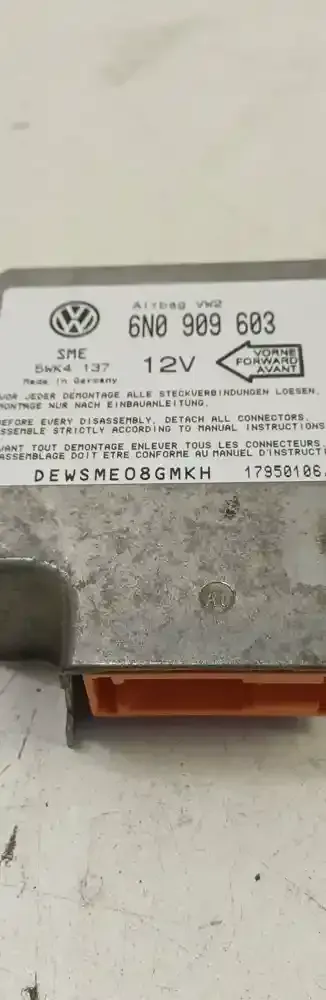 Airbag VW2
6N0 909 603
SME
5WK4 137
12V
VORNE
FORWARD
AVANT
Made in Germany
VOR JEDER DEMONTAGE ALLE STECKVERBINDUNGEN LOESEN.
MONTAGE NUR NACH EINBAUANLEITUNG.
BEFORE EVERY DISASSEMBLY, DETACH ALL CONNECTORS.
ASSEMBLE STRICTLY ACCORDING TO MANUAL INSTRUCTIONS
AVANT TOUT DEMONTAGE ENLEVER TOUS LES CONNECTEURS.
ASSEMBLAGE DOIT ETRE CONFORME AU MANUEL D'INSTRUCTI
DEWSME08GMKH
17950106